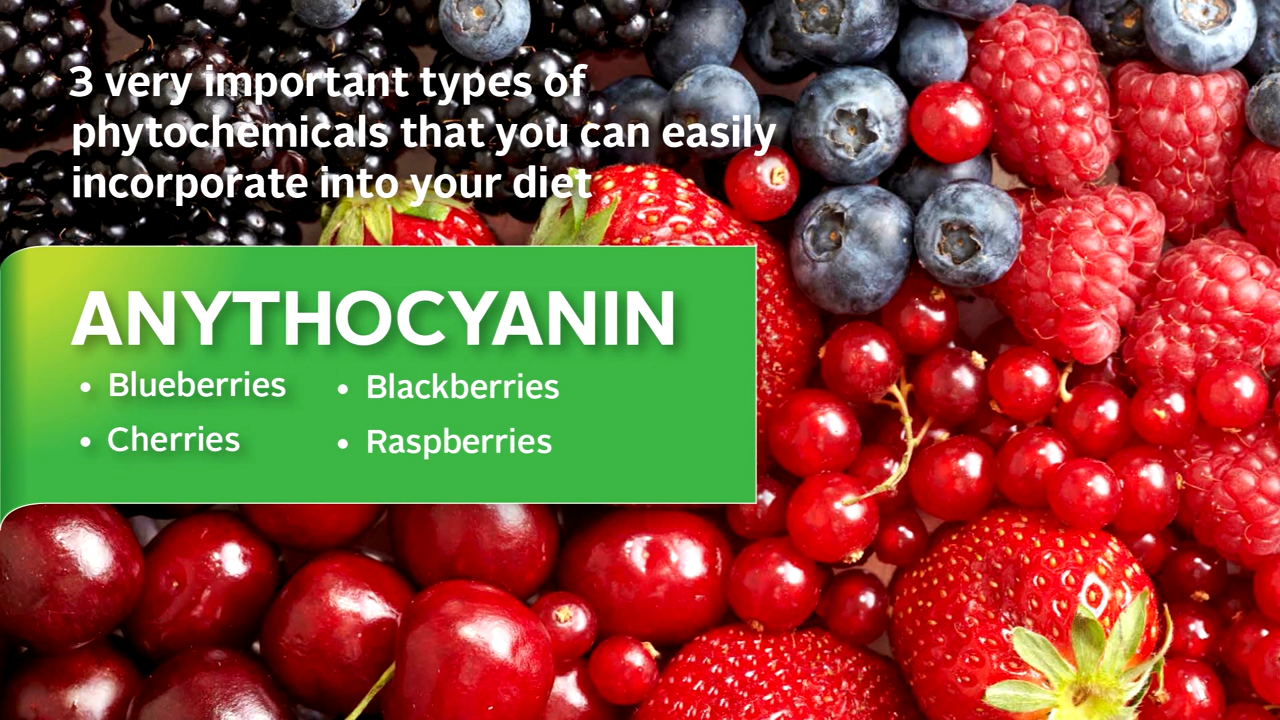 3 very important types of
phytochemicals that you can easily
incorporate into your diet
ANYTHOCYANIN
• Blueberries
• Blackberries
• Cherries
• Raspberries